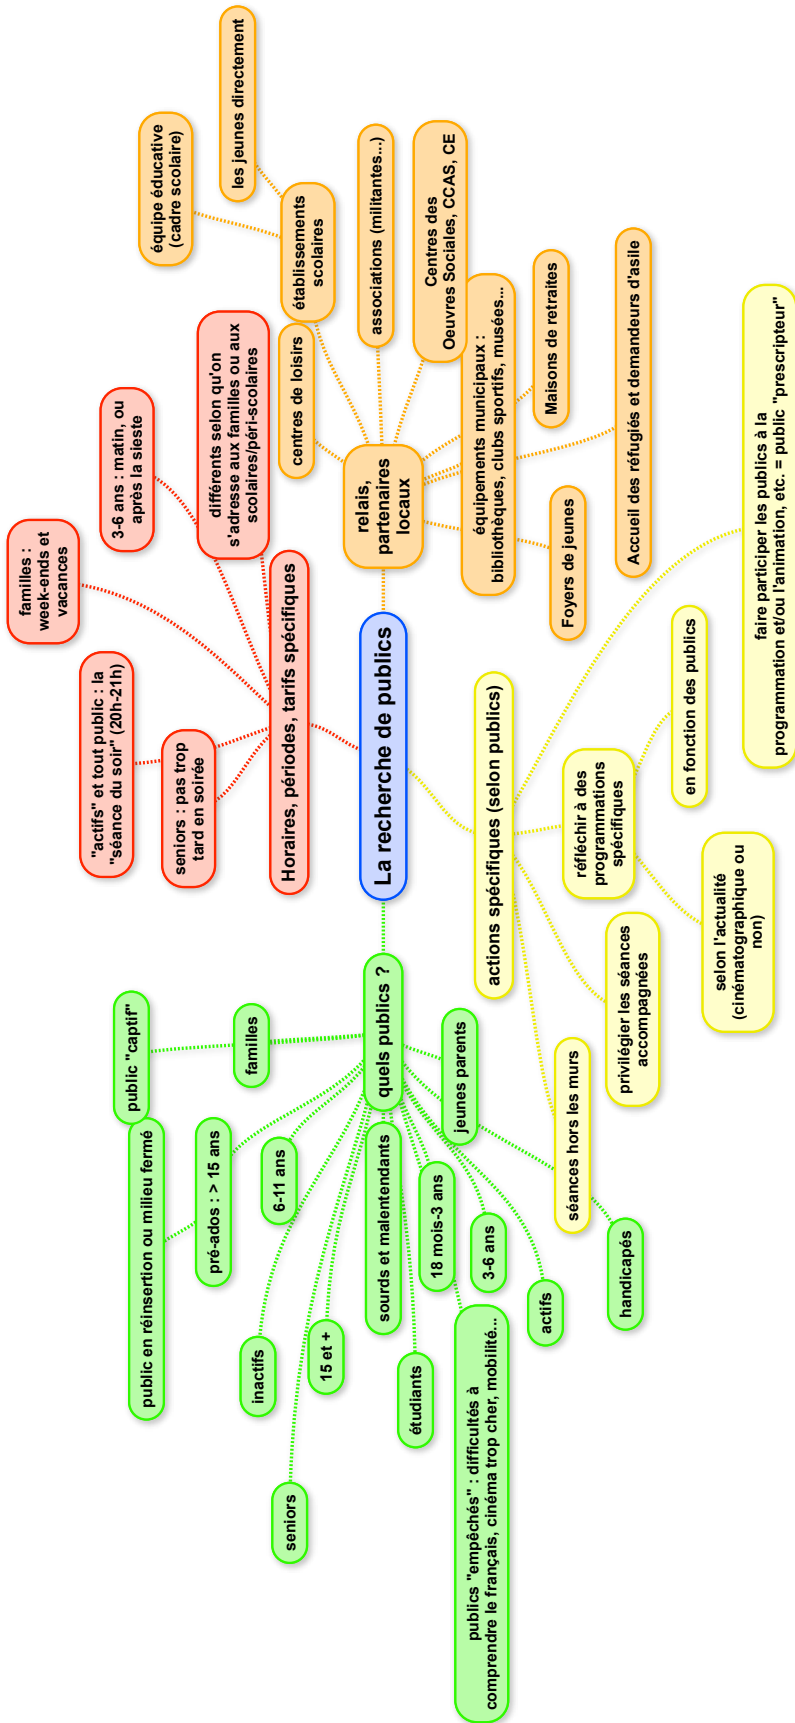 La recherche de publics
Horaires, périodes, tarifs spécifiques
"actifs" et tout public : la
"séance du soir" (20h-21h)
seniors : pas trop
tard en soirée
familles :
week-ends et
vacances
3-6 ans : matin, ou
après la sieste
différents selon qu'on
s'adresse aux familles ou aux
scolaires/péri-scolaires
relais,
partenaires
locaux
centres de loisirs
établissements
scolaires
équipe éducative
(cadre scolaire)
les jeunes directement
associations (militantes...)
Centres des
Oeuvres Sociales, CCAS, CE
équipements municipaux :
bibliothèques, clubs sportifs, musées...
Maisons de retraites
Accueil des réfugiés et demandeurs d'asile
Foyers de jeunes
actions spécifiques (selon publics)
faire participer les publics à la
programmation et/ou l'animation, etc. = public "prescripteur"
réfléchir à des
programmations
spécifiques
en fonction des publics
selon l'actualité
(cinématographique ou
non)
privilégier les séances
accompagnées
séances hors les murs
quels publics ?
public "captif"
public en réinsertion ou milieu fermé
familles
pré-ados : > 15 ans
6-11 ans
inactifs
seniors
15 et +
sourds et malentendants
étudiants
18 mois-3 ans
jeunes parents
publics "empêchés" : difficultés à
comprendre le français, cinéma trop cher, mobilité...
3-6 ans
actifs
handicapés